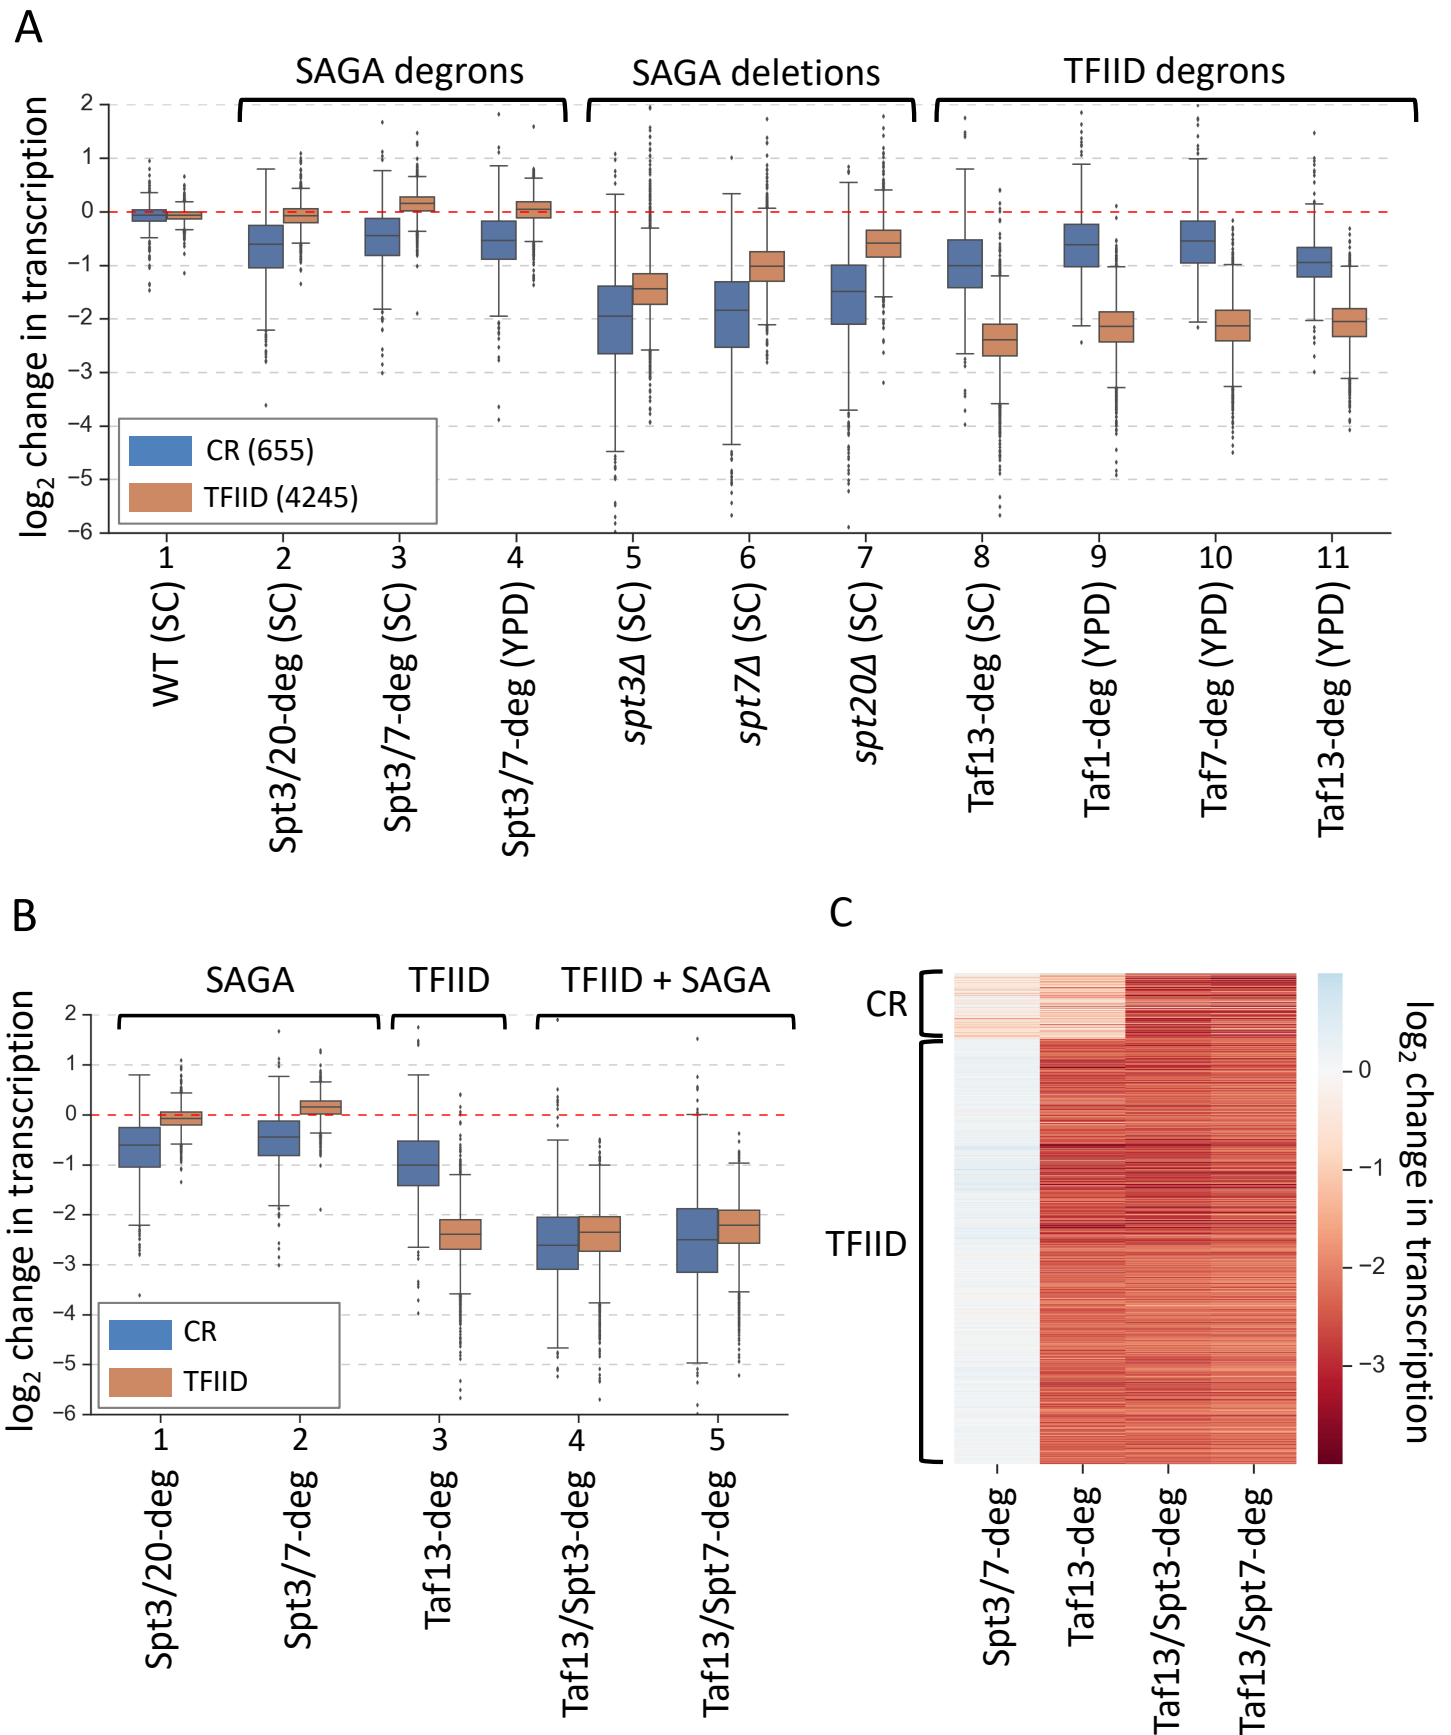 A
SAGA degrons
SAGA deletions
TFIID degrons
log2 change in transcription
2
1
0
−1
−2
−3
−4
−5
−6
CR (655)
TFIID (4245)
1
2
3
4
5
6
7
8
9
10
11
WT (SC)
Spt3/20-deg (SC)
Spt3/7-deg (SC)
Spt3/7-deg (YPD)
spt3Δ (SC)
spt7Δ (SC)
spt20Δ (SC)
Taf13-deg (SC)
Taf1-deg (YPD)
Taf7-deg (YPD)
Taf13-deg (YPD)
B
SAGA
TFIID
TFIID + SAGA
log2 change in transcription
2
1
0
−1
−2
−3
−4
−5
−6
CR
TFIID
1
2
3
4
5
Spt3/20-deg
Spt3/7-deg
Taf13-deg
Taf13/Spt3-deg
Taf13/Spt7-deg
C
CR
TFIID
0
−1
−2
−3
log2 change in transcription
Spt3/7-deg
Taf13-deg
Taf13/Spt3-deg
Taf13/Spt7-deg